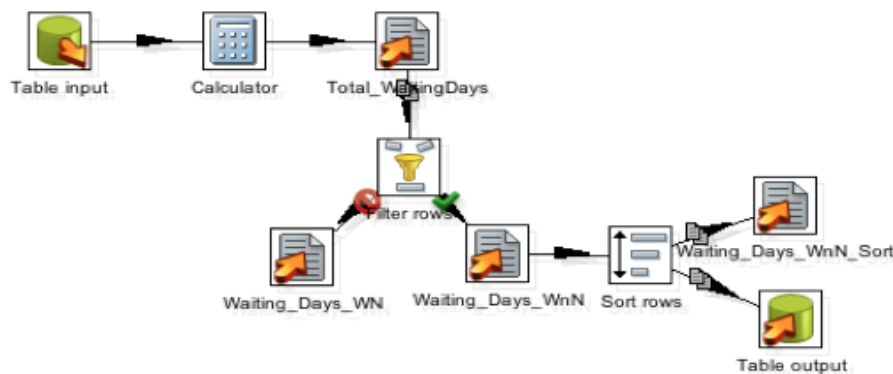 Table input
Calculator
Total_WaitingDays
Filter rows
Waiting_Days_WN
Waiting_Days_WnN
Sort rows
Waiting_Days_WnN_Sort
Table output